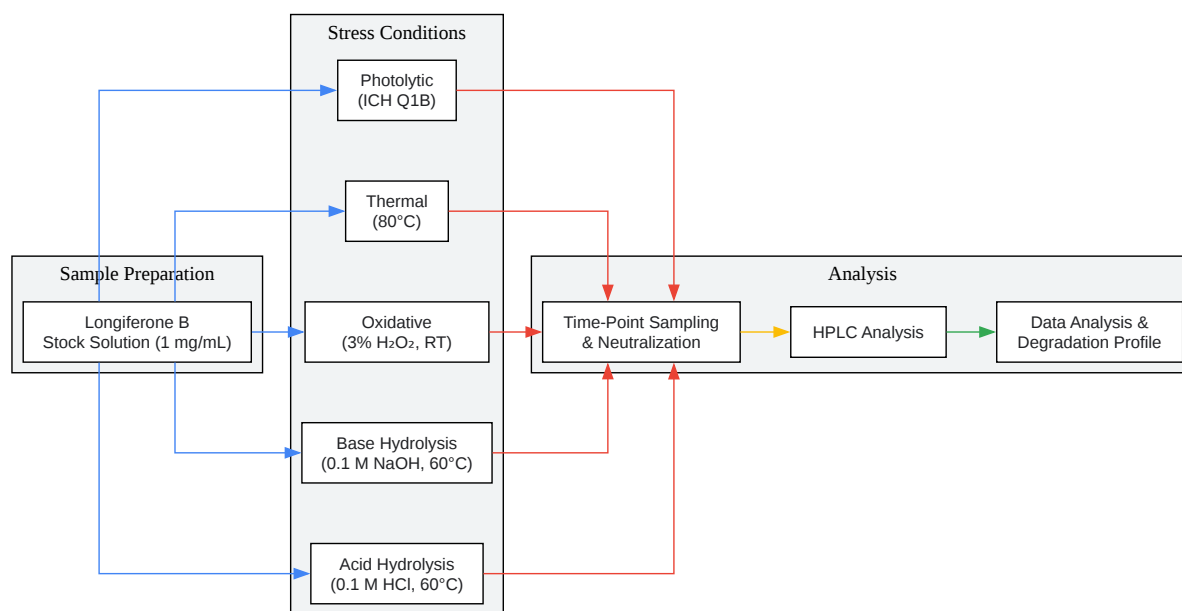 Stress Conditions
Photolytic
(ICH Q1B)
Thermal
(80°C)
Sample Preparation
Longiferone B
Stock Solution (1 mg/mL)
Oxidative
(3% H₂O₂, RT)
Base Hydrolysis
(0.1 M NaOH, 60°C)
Acid Hydrolysis
(0.1 M HCl, 60°C)
Analysis
Time-Point Sampling
& Neutralization
HPLC Analysis
Data Analysis &
Degradation Profile